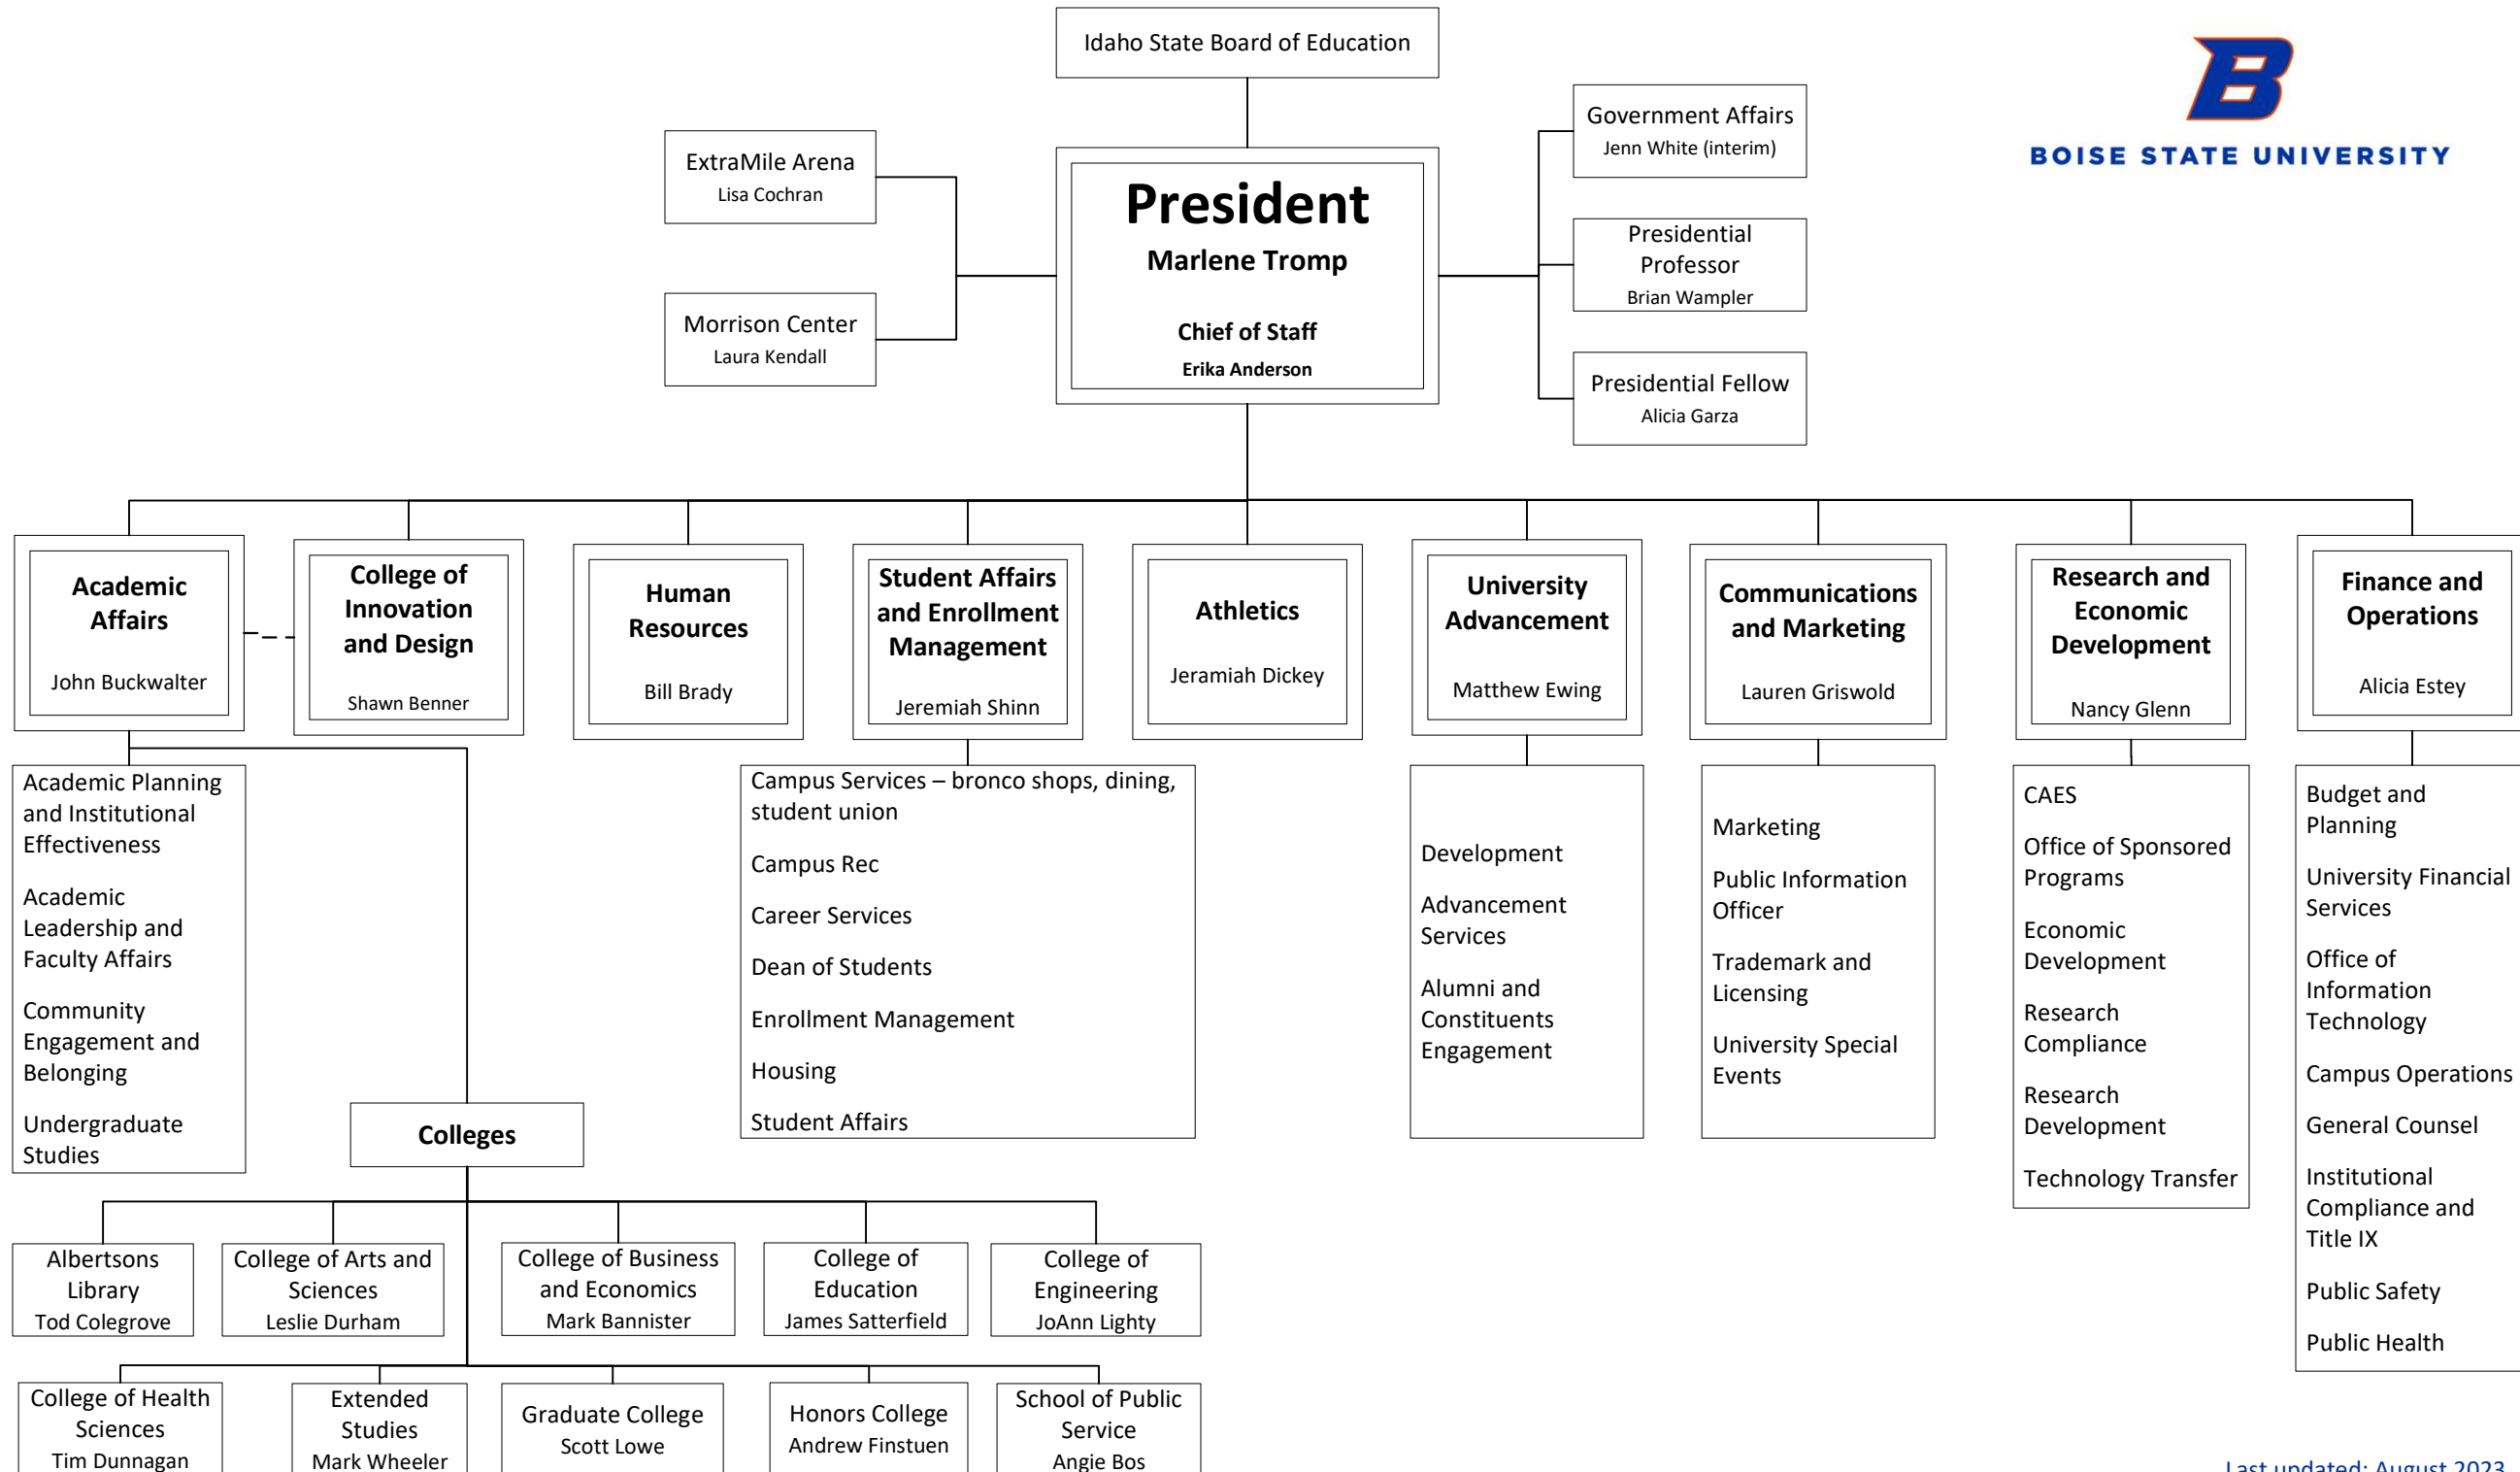 Idaho State Board of Education
BOISE STATE UNIVERSITY
ExtraMile Arena
Lisa Cochran
Morrison Center
Laura Kendall
President
Marlene Tromp
Chief of Staff
Erika Anderson
Government Affairs
Jenn White (interim)
Presidential
Professor
Brian Wampler
Presidential Fellow
Alicia Garza
Academic
Affairs
John Buckwalter
College of
Innovation
and Design
Shawn Benner
Human
Resources
Bill Brady
Student Affairs
and Enrollment
Management
Jeremiah Shinn
Athletics
Jeramiah Dickey
University
Advancement
Matthew Ewing
Communications
and Marketing
Lauren Griswold
Research and
Economic
Development
Nancy Glenn
Finance and
Operations
Alicia Estey
Academic Planning
and Institutional
Effectiveness
Academic
Leadership and
Faculty Affairs
Community
Engagement and
Belonging
Undergraduate
Studies
Campus Services – bronco shops, dining,
student union
Campus Rec
Career Services
Dean of Students
Enrollment Management
Housing
Student Affairs
Development
Advancement
Services
Alumni and
Constituents
Engagement
Marketing
Public Information
Officer
Trademark and
Licensing
University Special
Events
CAES
Office of Sponsored
Programs
Economic
Development
Research
Compliance
Research
Development
Technology Transfer
Budget and
Planning
University Financial
Services
Office of
Information
Technology
Campus Operations
General Counsel
Institutional
Compliance and
Title IX
Public Safety
Public Health
Colleges
Albertsons
Library
Tod Colegrove
College of Arts and
Sciences
Leslie Durham
College of Business
and Economics
Mark Bannister
College of
Education
James Satterfield
College of
Engineering
JoAnn Lighty
College of Health
Sciences
Tim Dunnagan
Extended
Studies
Mark Wheeler
Graduate College
Scott Lowe
Honors College
Andrew Finstuen
School of Public
Service
Angie Bos
Last updated: August 2023